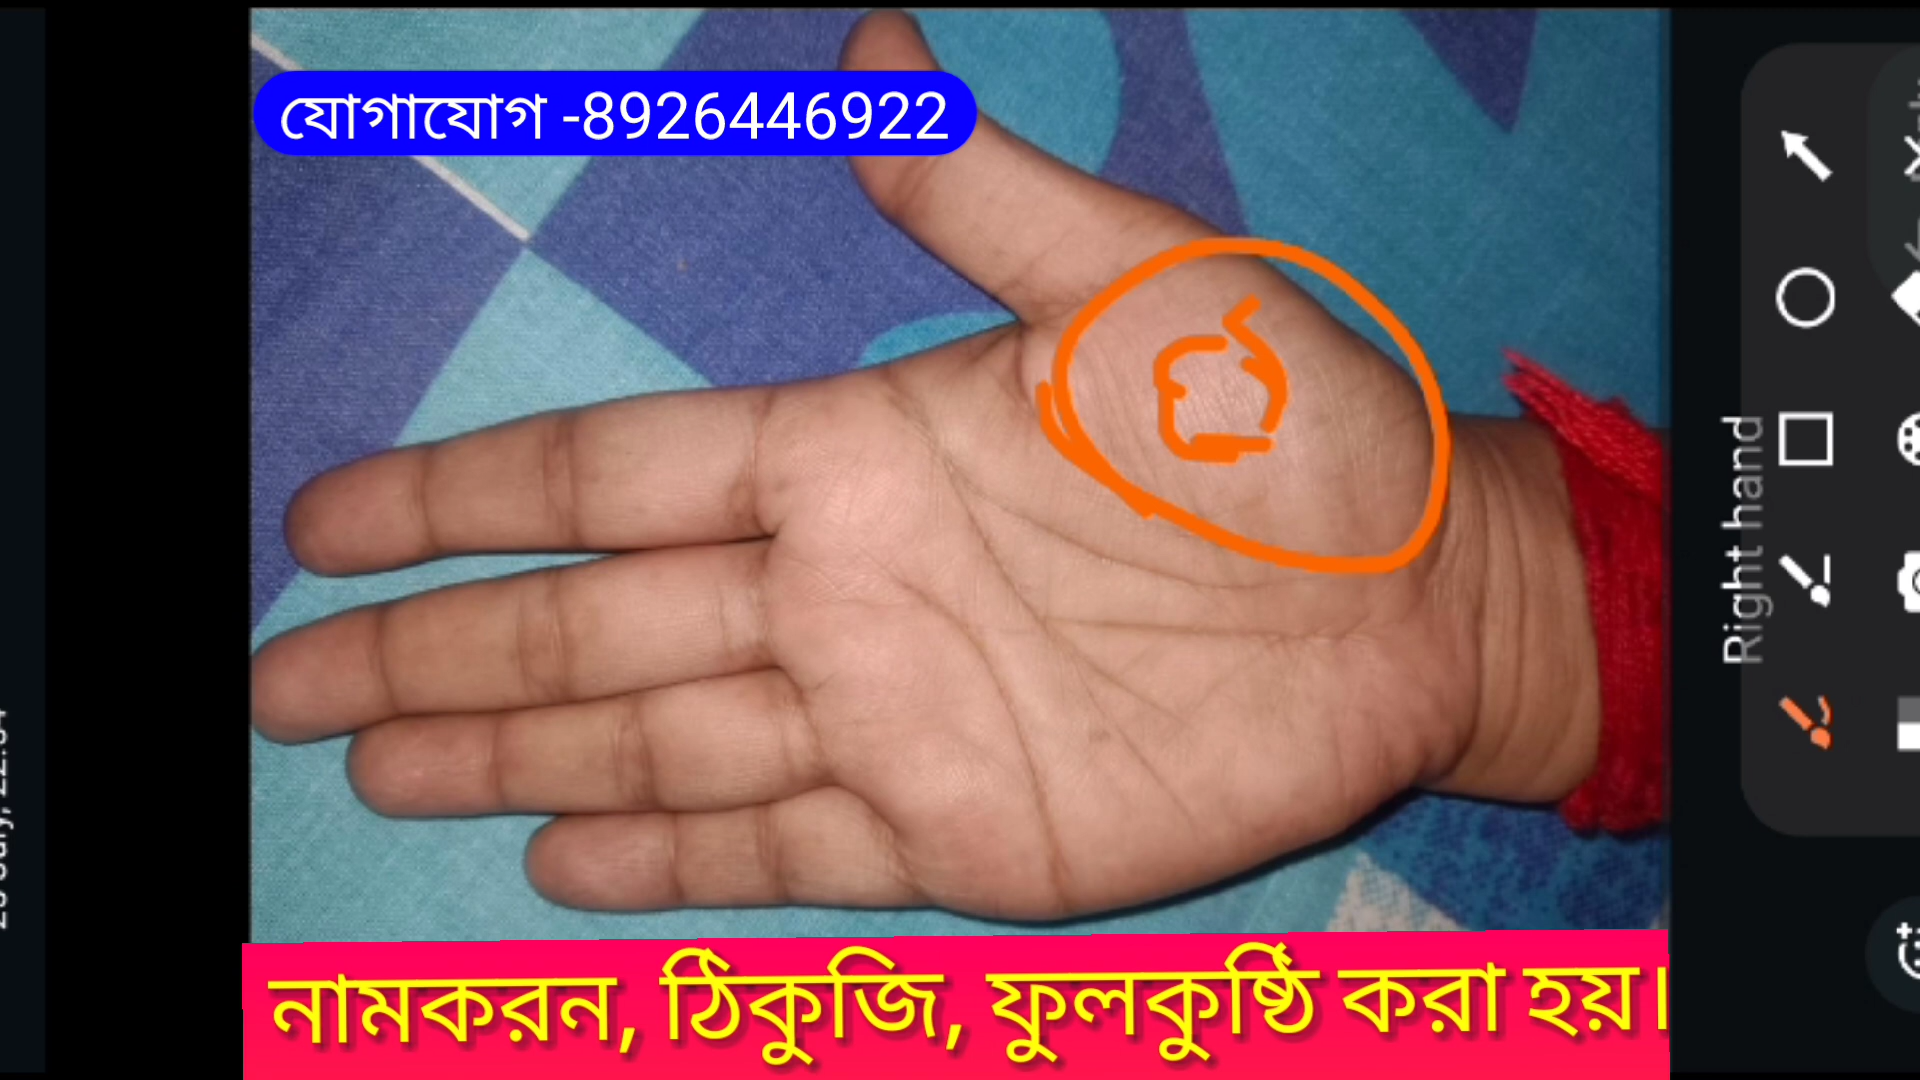 যোগাযোগ -8926446922
Right hand
নামকরন, ঠিকুজি, ফুলকুষ্ঠি করা হয়।